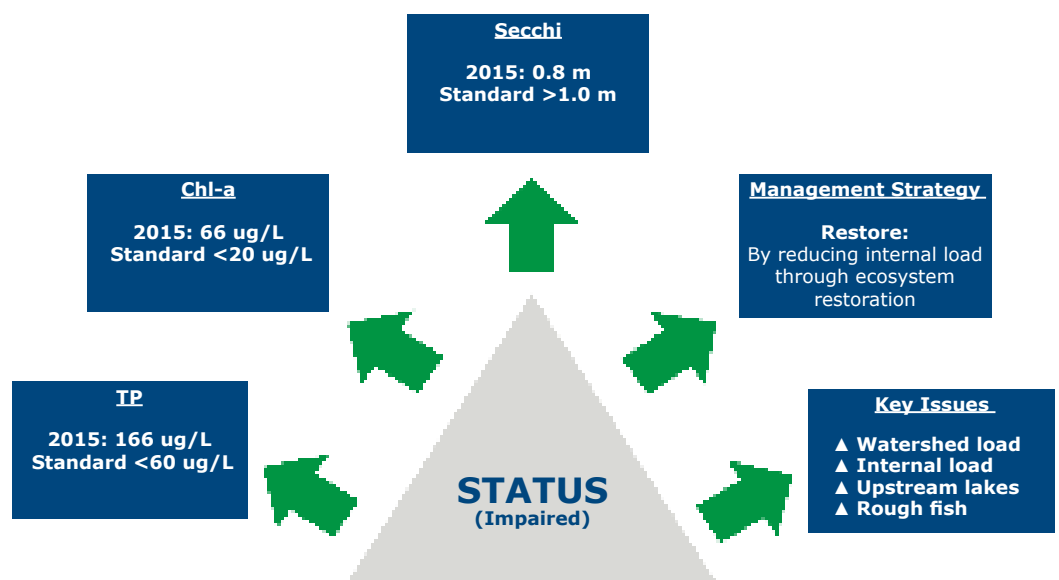 Secchi
2015: 0.8 m
Standard >1.0 m
Chl-a
2015: 66 ug/L
Standard <20 ug/L
Management Strategy
Restore:
By reducing internal load
through ecosystem
restoration
TP
2015: 166 ug/L
Standard <60 ug/L
Key Issues
▲ Watershed load
▲ Internal load
▲ Upstream lakes
▲ Rough fish
STATUS
(Impaired)